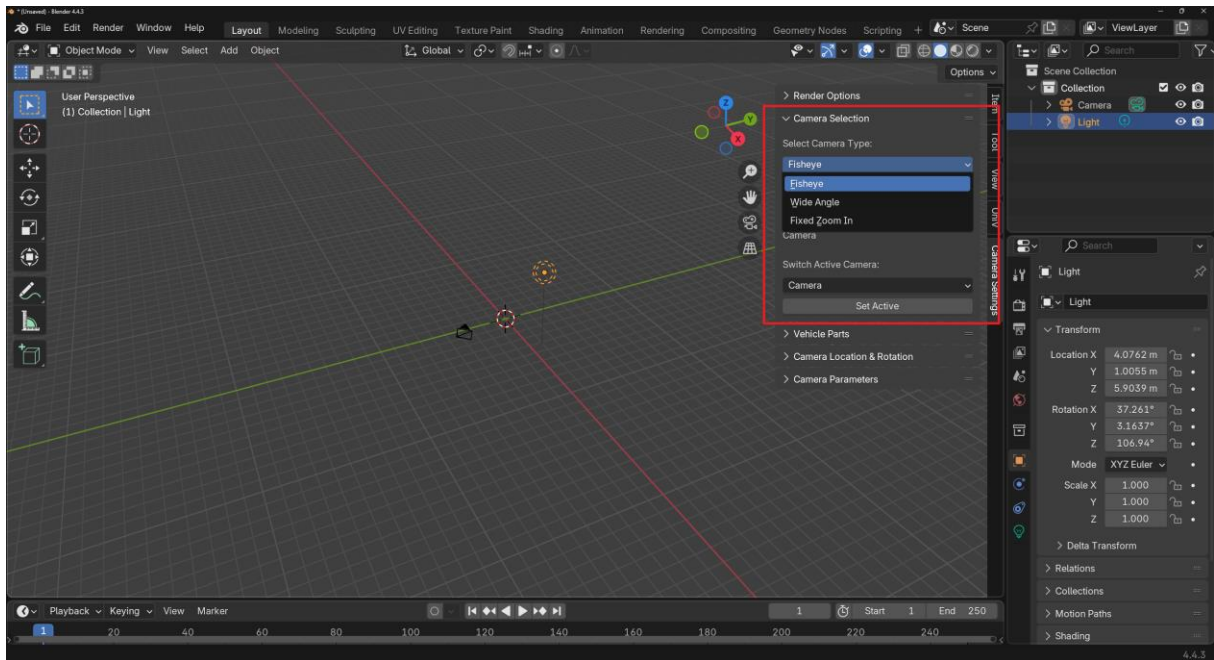 * (Unsaved) - Blender 4.4.3
File Edit Render Window Help Layout Modeling Sculpting UV Editing Texture Paint Shading Animation Rendering Compositing Geometry Nodes Scripting + Scene ViewLayer
Object Mode View Select Add Object Global Search
Options
User Perspective
(1) Collection | Light
Z
Y
X
Render Options
Camera Selection
Select Camera Type:
Fisheye
Fisheye
Wide Angle
Fixed Zoom In
Camera
Switch Active Camera:
Camera
Set Active
Vehicle Parts
Camera Location & Rotation
Camera Parameters
Item
Tool
View
UniV
Camera Settings
Scene Collection
Collection
Camera
Light
Search
Light
Light
Transform
Location X 4.0762 m
Y 1.0055 m
Z 5.9039 m
Rotation X 37.261°
Y 3.1637°
Z 106.94°
Mode XYZ Euler
Scale X 1.000
Y 1.000
Z 1.000
Delta Transform
Relations
Collections
Motion Paths
Shading
Playback Keying View Marker 1 Start 1 End 250
1 20 40 60 80 100 120 140 160 180 200 220 240
4.4.3